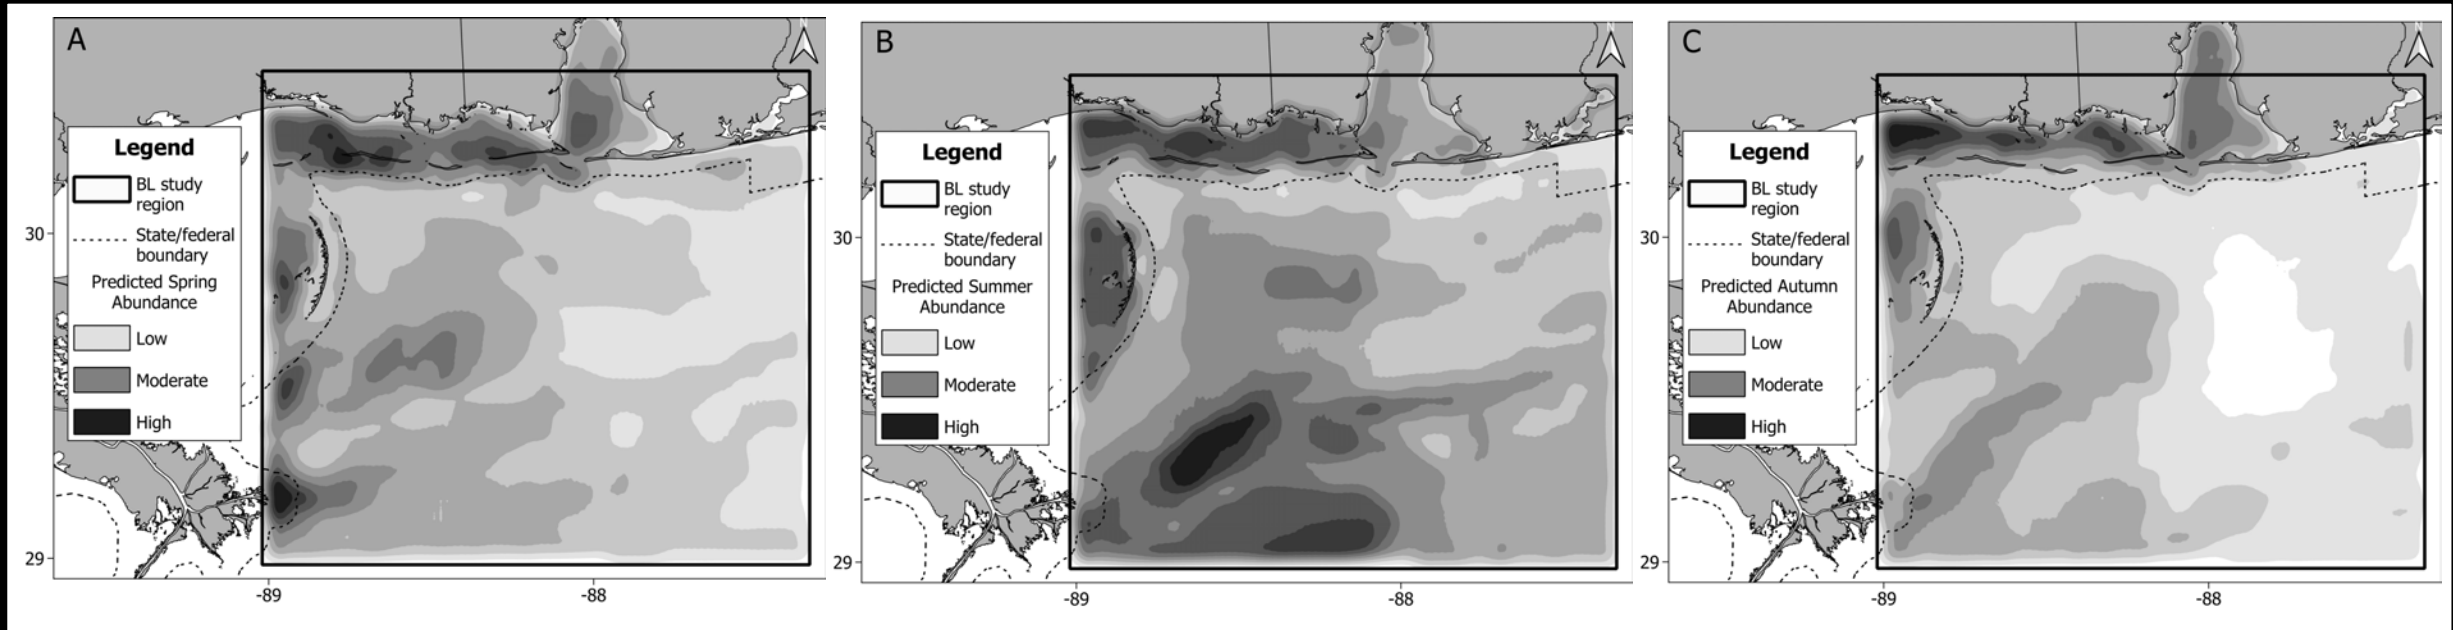 A
N
Legend
BL study
region
State/federal
boundary
Predicted Spring
Abundance
Low
Moderate
High
30
29
-89
-88
B
N
Legend
BL study
region
State/federal
boundary
Predicted Summer
Abundance
Low
Moderate
High
30
29
-89
-88
C
N
Legend
BL study
region
State/federal
boundary
Predicted Autumn
Abundance
Low
Moderate
High
30
29
-89
-88